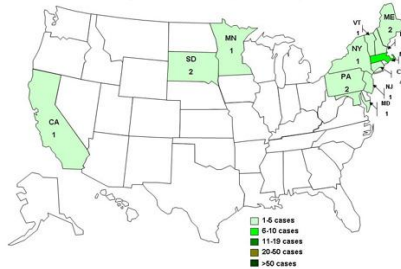 VT
1
ME
2
MN
1
NY
1
SD
2
PA
2
NJ
1
MD
1
CA
1
1-5 cases
6-10 cases
11-19 cases
20-50 cases
>50 cases